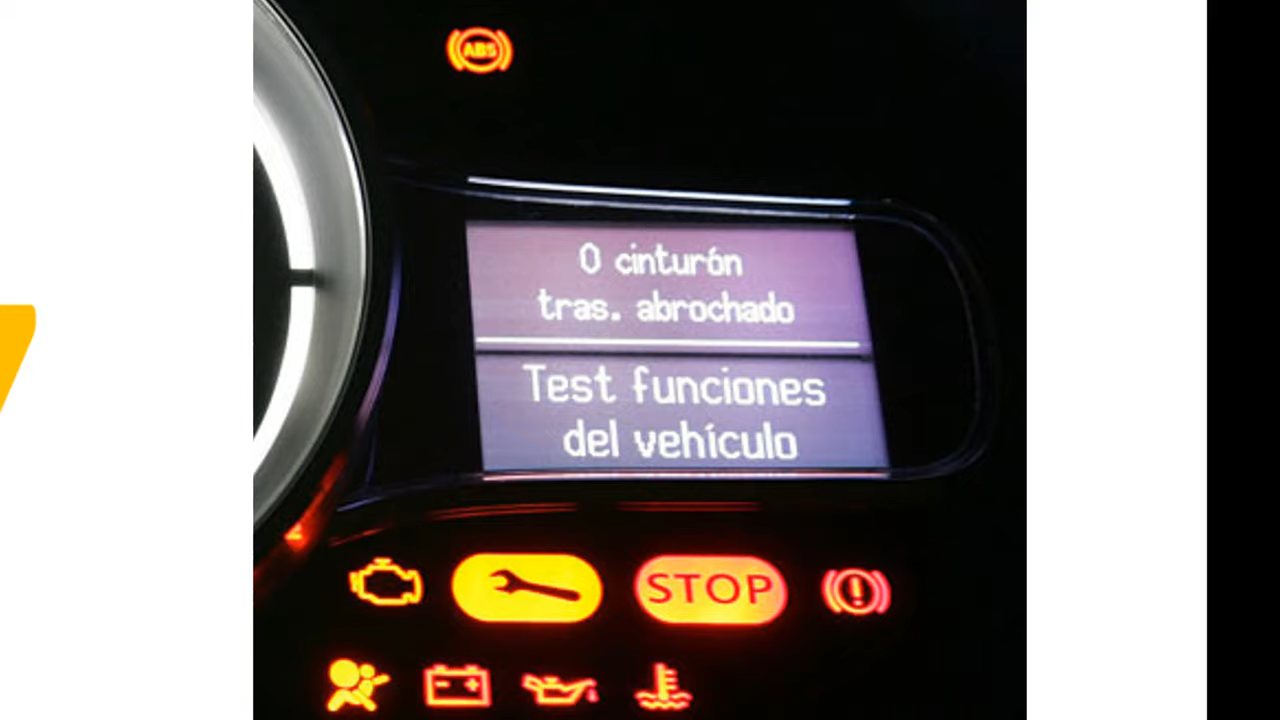 ABS
0 cinturón
tras. abrochado
Test funciones
del vehículo
STOP